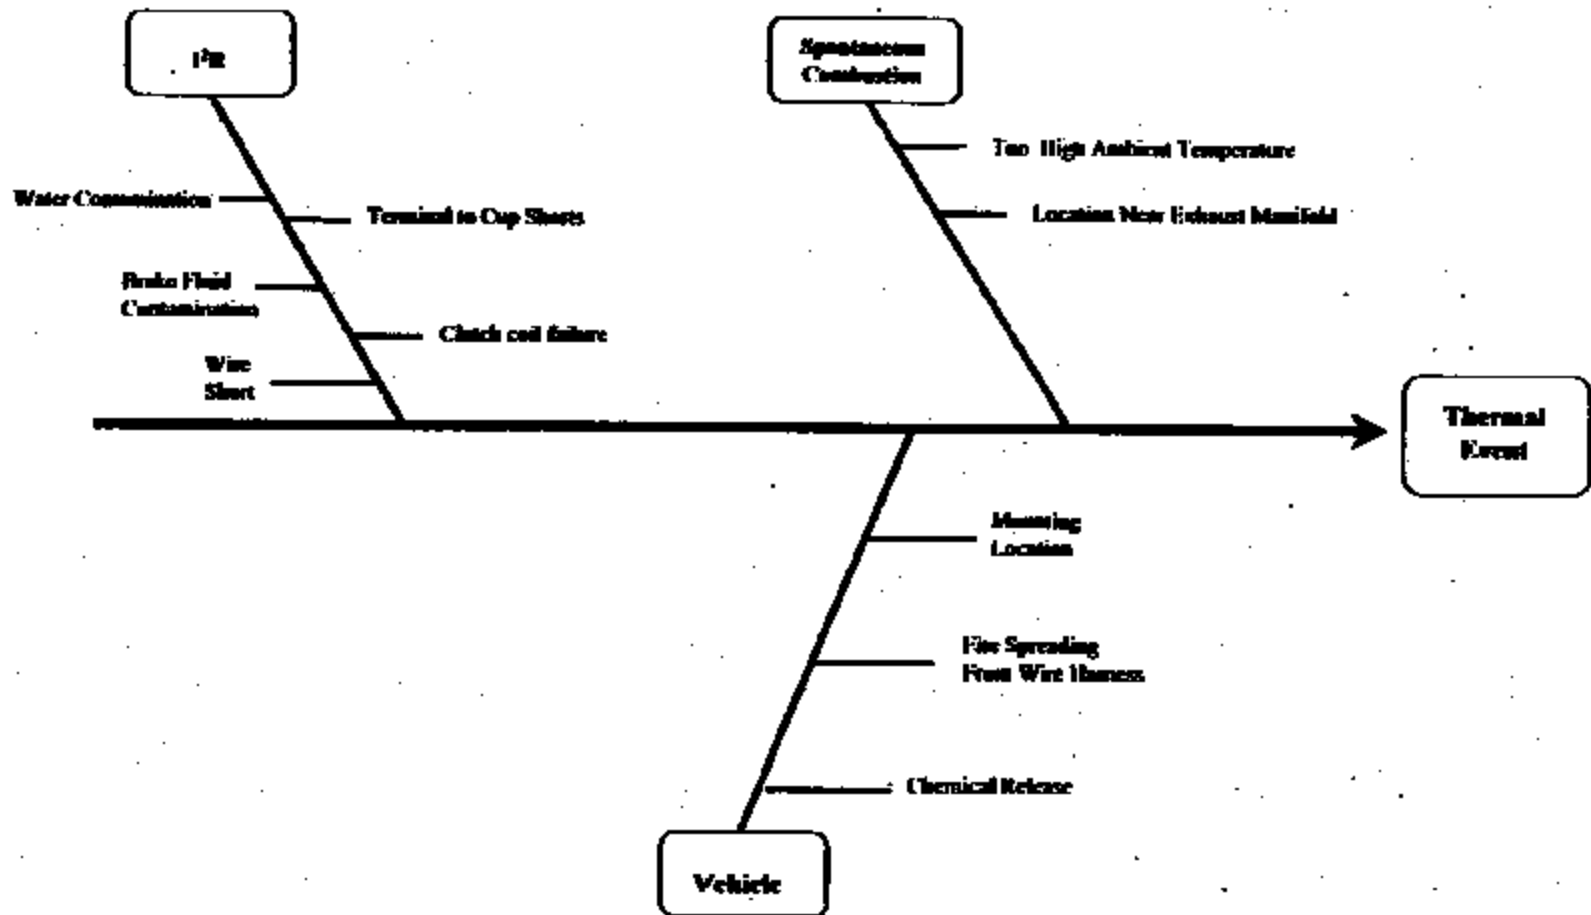 I²R
Spontaneous
Combustion
Too High Ambient Temperature
Water Contamination
Terminal to Cup Shorts
Location Near Exhaust Manifold
Brake Fluid
Contamination
Clutch coil failure
Wire
Short
Thermal
Event
Mounting
Location
Fire Spreading
From Wire Harness
Chemical Release
Vehicle